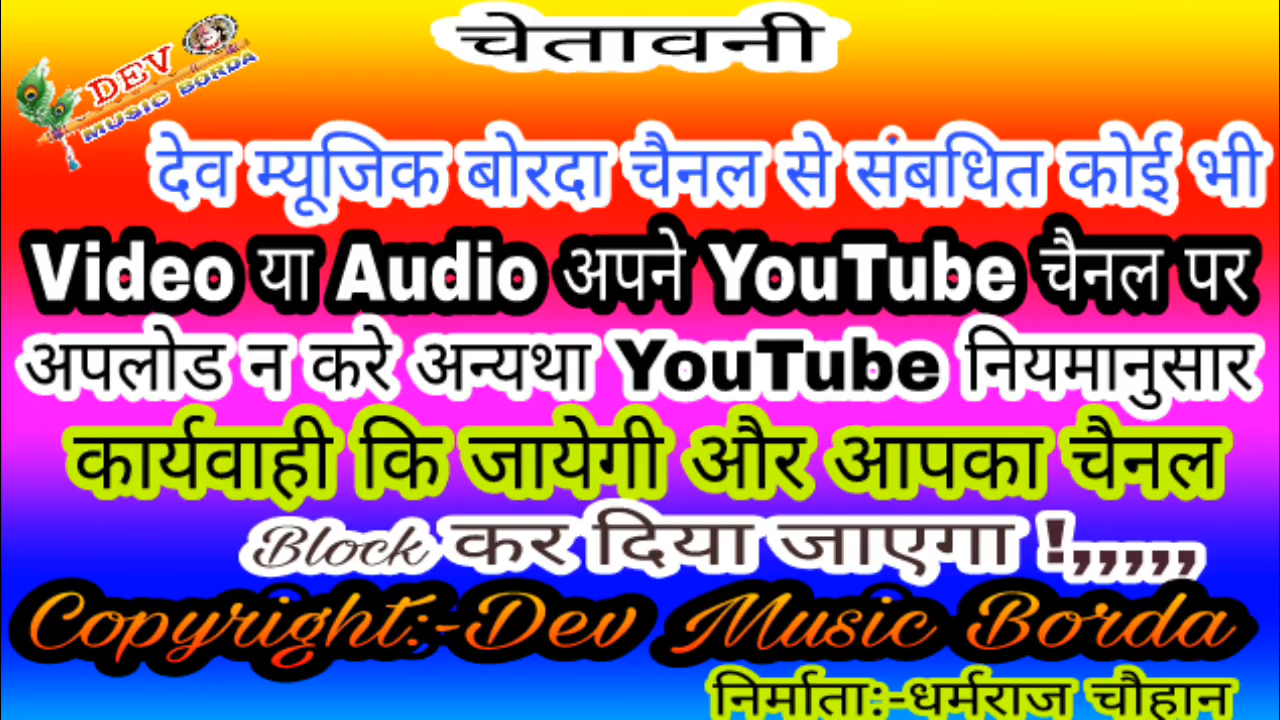 DEV
MUSIC BORDA
चेतावनी
देव म्यूजिक बोरदा चैनल से संबधित कोई भी
Video या Audio अपने YouTube चैनल पर
अपलोड न करे अन्यथा YouTube नियमानुसार
कार्यवाही कि जायेगी और आपका चैनल
Block कर दिया जाएगा !,,,,,
Copyright:-Dev Music Borda
निर्माता:-धर्मराज चौहान